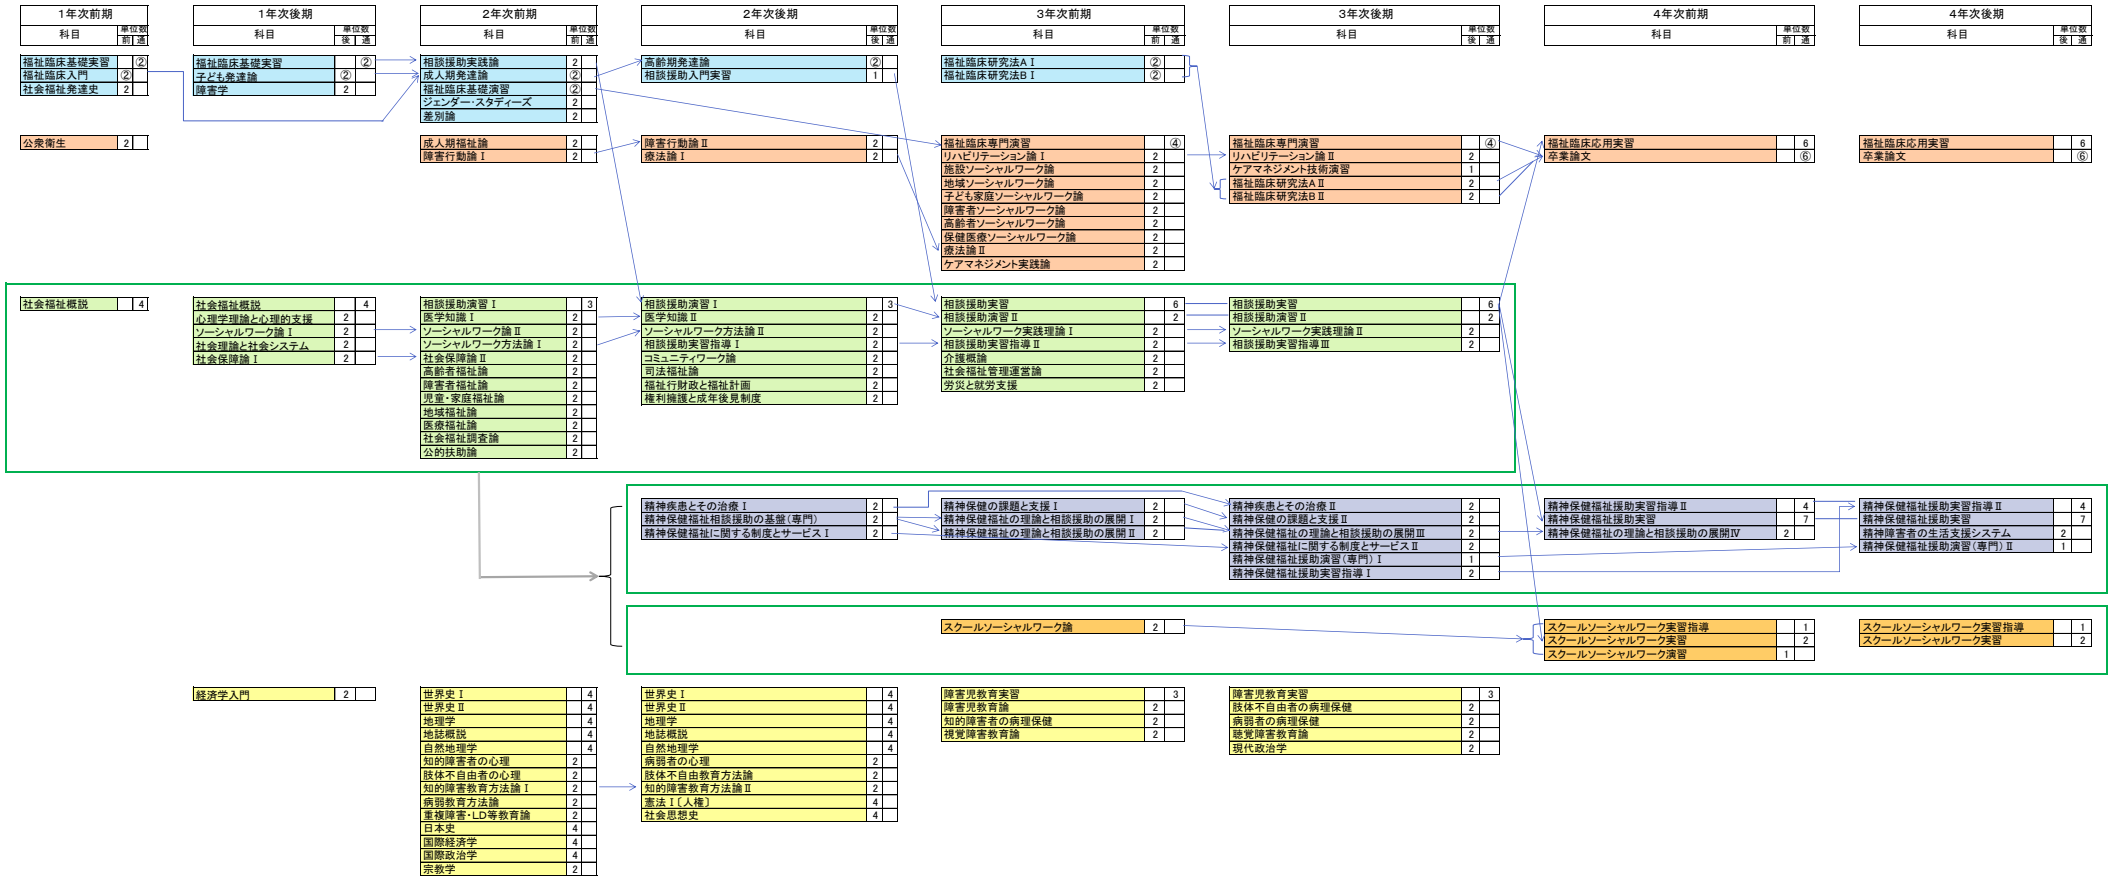 1年次前期
科目 単位数
前 通
福祉臨床基礎実習 ②
福祉臨床入門 ②
社会福祉発達史 2
公衆衛生 2
社会福祉概説 4
1年次後期
科目 単位数
後 通
福祉臨床基礎実習 ②
子ども発達論 ②
障害学 2
社会福祉概説 4
心理学理論と心理的支援 2
ソーシャルワーク論Ⅰ 2
社会理論と社会システム 2
社会保障論Ⅰ 2
経済学入門 2
2年次前期
科目 単位数
前 通
相談援助実践論 2
成人期発達論 ②
福祉臨床基礎演習 ②
ジェンダー・スタディーズ 2
差別論 2
成人期福祉論 2
障害行動論Ⅰ 2
相談援助演習Ⅰ 3
医学知識Ⅰ 2
ソーシャルワーク論Ⅱ 2
ソーシャルワーク方法論Ⅰ 2
社会保障論Ⅱ 2
高齢者福祉論 2
障害者福祉論 2
児童・家庭福祉論 2
地域福祉論 2
医療福祉論 2
社会福祉調査論 2
公的扶助論 2
世界史Ⅰ 4
世界史Ⅱ 4
地理学 4
地誌概説 4
自然地理学 4
知的障害者の心理 2
肢体不自由者の心理 2
知的障害教育方法論Ⅰ 2
病弱教育方法論 2
重複障害・LD等教育論 2
日本史 4
国際経済学 4
国際政治学 4
宗教学 2
2年次後期
科目 単位数
後 通
高齢期発達論 ②
相談援助入門実習 1
障害行動論Ⅱ 2
療法論Ⅰ 2
相談援助演習Ⅰ 3
医学知識Ⅱ 2
ソーシャルワーク方法論Ⅱ 2
相談援助実習指導Ⅰ 2
コミュニティワーク論 2
司法福祉論 2
福祉行財政と福祉計画 2
権利擁護と成年後見制度 2
精神疾患とその治療Ⅰ 2
精神保健福祉相談援助の基盤(専門) 2
精神保健福祉に関する制度とサービスⅠ 2
世界史Ⅰ 4
世界史Ⅱ 4
地理学 4
地誌概説 4
自然地理学 4
病弱者の心理 2
肢体不自由教育方法論 2
知的障害教育方法論Ⅱ 2
憲法Ⅰ〔人権〕 4
社会思想史 4
3年次前期
科目 単位数
前 通
福祉臨床研究法AⅠ ②
福祉臨床研究法BⅠ ②
福祉臨床専門演習 ④
リハビリテーション論Ⅰ 2
施設ソーシャルワーク論 2
地域ソーシャルワーク論 2
子ども家庭ソーシャルワーク論 2
障害者ソーシャルワーク論 2
高齢者ソーシャルワーク論 2
保健医療ソーシャルワーク論 2
療法論Ⅱ 2
ケアマネジメント実践論 2
相談援助実習 6
相談援助演習Ⅱ 2
ソーシャルワーク実践理論Ⅰ 2
相談援助実習指導Ⅱ 2
介護概論 2
社会福祉管理運営論 2
労災と就労支援 2
精神保健の課題と支援Ⅰ 2
精神保健福祉の理論と相談援助の展開Ⅰ 2
精神保健福祉の理論と相談援助の展開Ⅱ 2
スクールソーシャルワーク論 2
障害児教育実習 3
障害児教育論 2
知的障害者の病理保健 2
視覚障害教育論 2
3年次後期
科目 単位数
後 通
福祉臨床専門演習 ④
リハビリテーション論Ⅱ 2
ケアマネジメント技術演習 1
福祉臨床研究法AⅡ 2
福祉臨床研究法BⅡ 2
相談援助実習 6
相談援助演習Ⅱ 2
ソーシャルワーク実践理論Ⅱ 2
相談援助実習指導Ⅲ 2
精神疾患とその治療Ⅱ 2
精神保健の課題と支援Ⅱ 2
精神保健福祉の理論と相談援助の展開Ⅲ 2
精神保健福祉に関する制度とサービスⅡ 2
精神保健福祉援助演習(専門)Ⅰ 1
精神保健福祉援助実習指導Ⅰ 2
障害児教育実習 3
肢体不自由者の病理保健 2
病弱者の病理保健 2
聴覚障害教育論 2
現代政治学 2
4年次前期
科目 単位数
前 通
福祉臨床応用実習 6
卒業論文 ⑥
精神保健福祉援助実習指導Ⅱ 4
精神保健福祉援助実習 7
精神保健福祉の理論と相談援助の展開Ⅳ 2
スクールソーシャルワーク実習指導 1
スクールソーシャルワーク実習 2
スクールソーシャルワーク演習 1
4年次後期
科目 単位数
後 通
福祉臨床応用実習 6
卒業論文 ⑥
精神保健福祉援助実習指導Ⅱ 4
精神保健福祉援助実習 7
精神障害者の生活支援システム 2
精神保健福祉援助演習(専門)Ⅱ 1
スクールソーシャルワーク実習指導 1
スクールソーシャルワーク実習 2